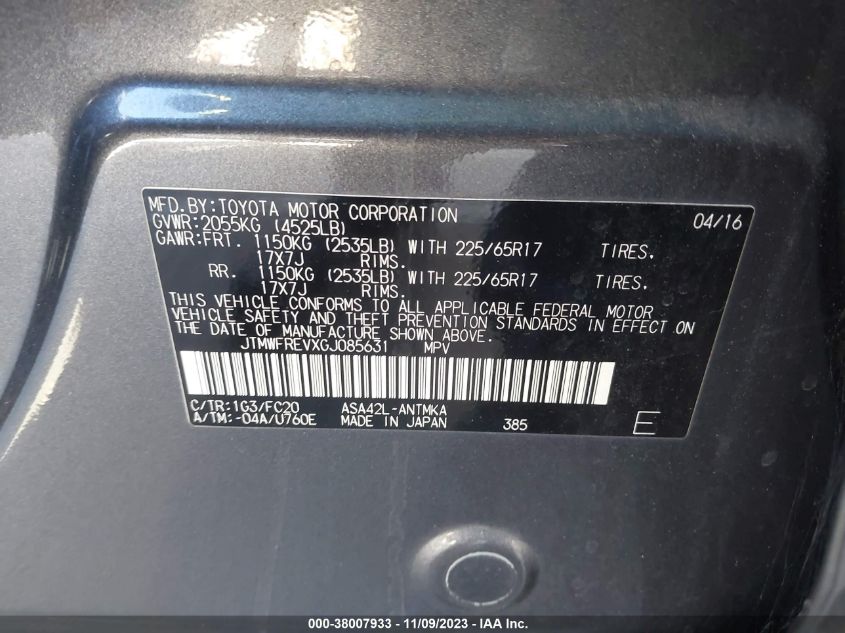 MFD.BY:TOYOTA MOTOR CORPORATION 04/16
GVWR:2055KG (4525LB)
GAWR:FRT. 1150KG (2535LB) WITH 225/65R17 TIRES.
17X7J RIMS.
RR. 1150KG (2535LB) WITH 225/65R17 TIRES.
17X7J RIMS.
THIS VEHICLE CONFORMS TO ALL APPLICABLE FEDERAL MOTOR
VEHICLE SAFETY AND THEFT PREVENTION STANDARDS IN EFFECT ON
THE DATE OF MANUFACTURE SHOWN ABOVE.
JTMWFREVXGJ085631 MPV
C/TR:1G3/FC20 ASA42L-ANTMKA
A/TM:-04A/U760E MADE IN JAPAN 385 E
000-38007933 - 11/09/2023 - IAA Inc.